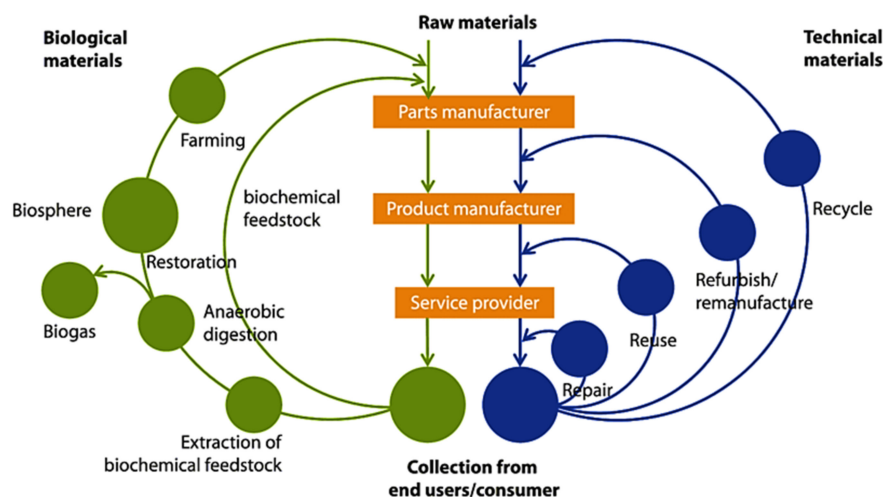 Raw materials
Biological
materials
Technical
materials
Parts manufacturer
Farming
biochemical
feedstock
Biosphere
Product manufacturer
Recycle
Restoration
Refurbish/
remanufacture
Biogas
Anaerobic
digestion
Service provider
Reuse
Repair
Extraction of
biochemical feedstock
Collection from
end users/consumer